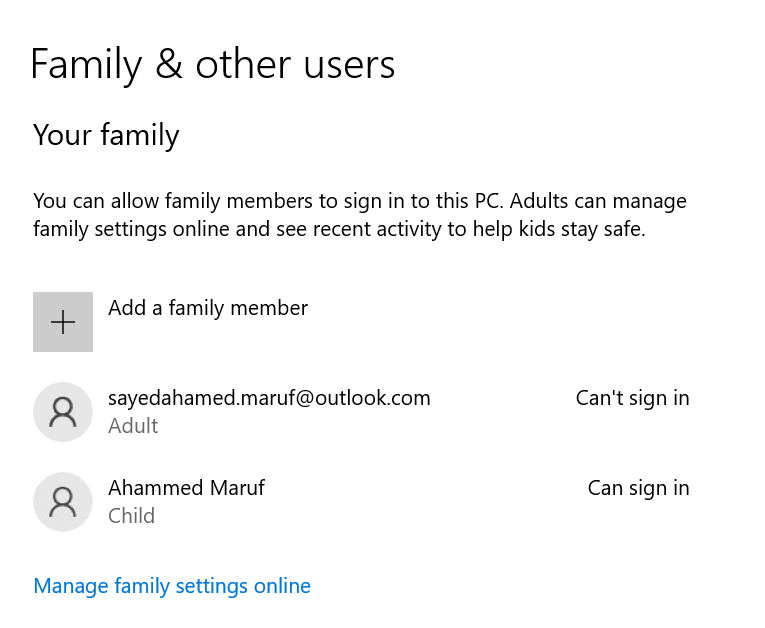 Family & other users
Your family
You can allow family members to sign in to this PC. Adults can manage
family settings online and see recent activity to help kids stay safe.
Add a family member
sayedahamed.maruf@outlook.com
Can't sign in
Adult
Ahammed Maruf
Can sign in
Child
Manage family settings online